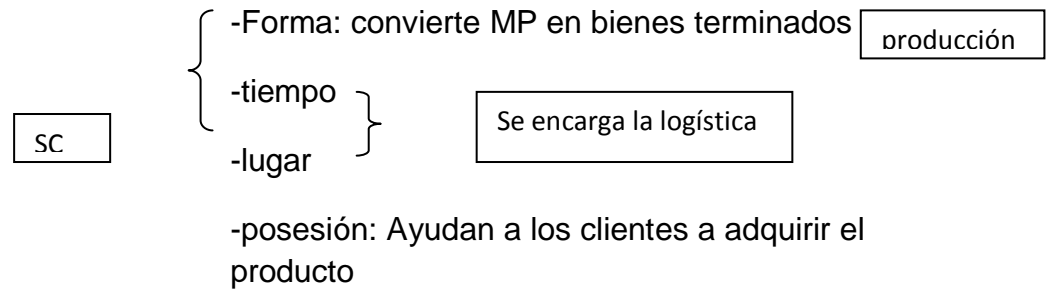 -Forma: convierte MP en bienes terminados
producción
-tiempo
Se encarga la logística
SC
-lugar
-posesión: Ayudan a los clientes a adquirir el
producto